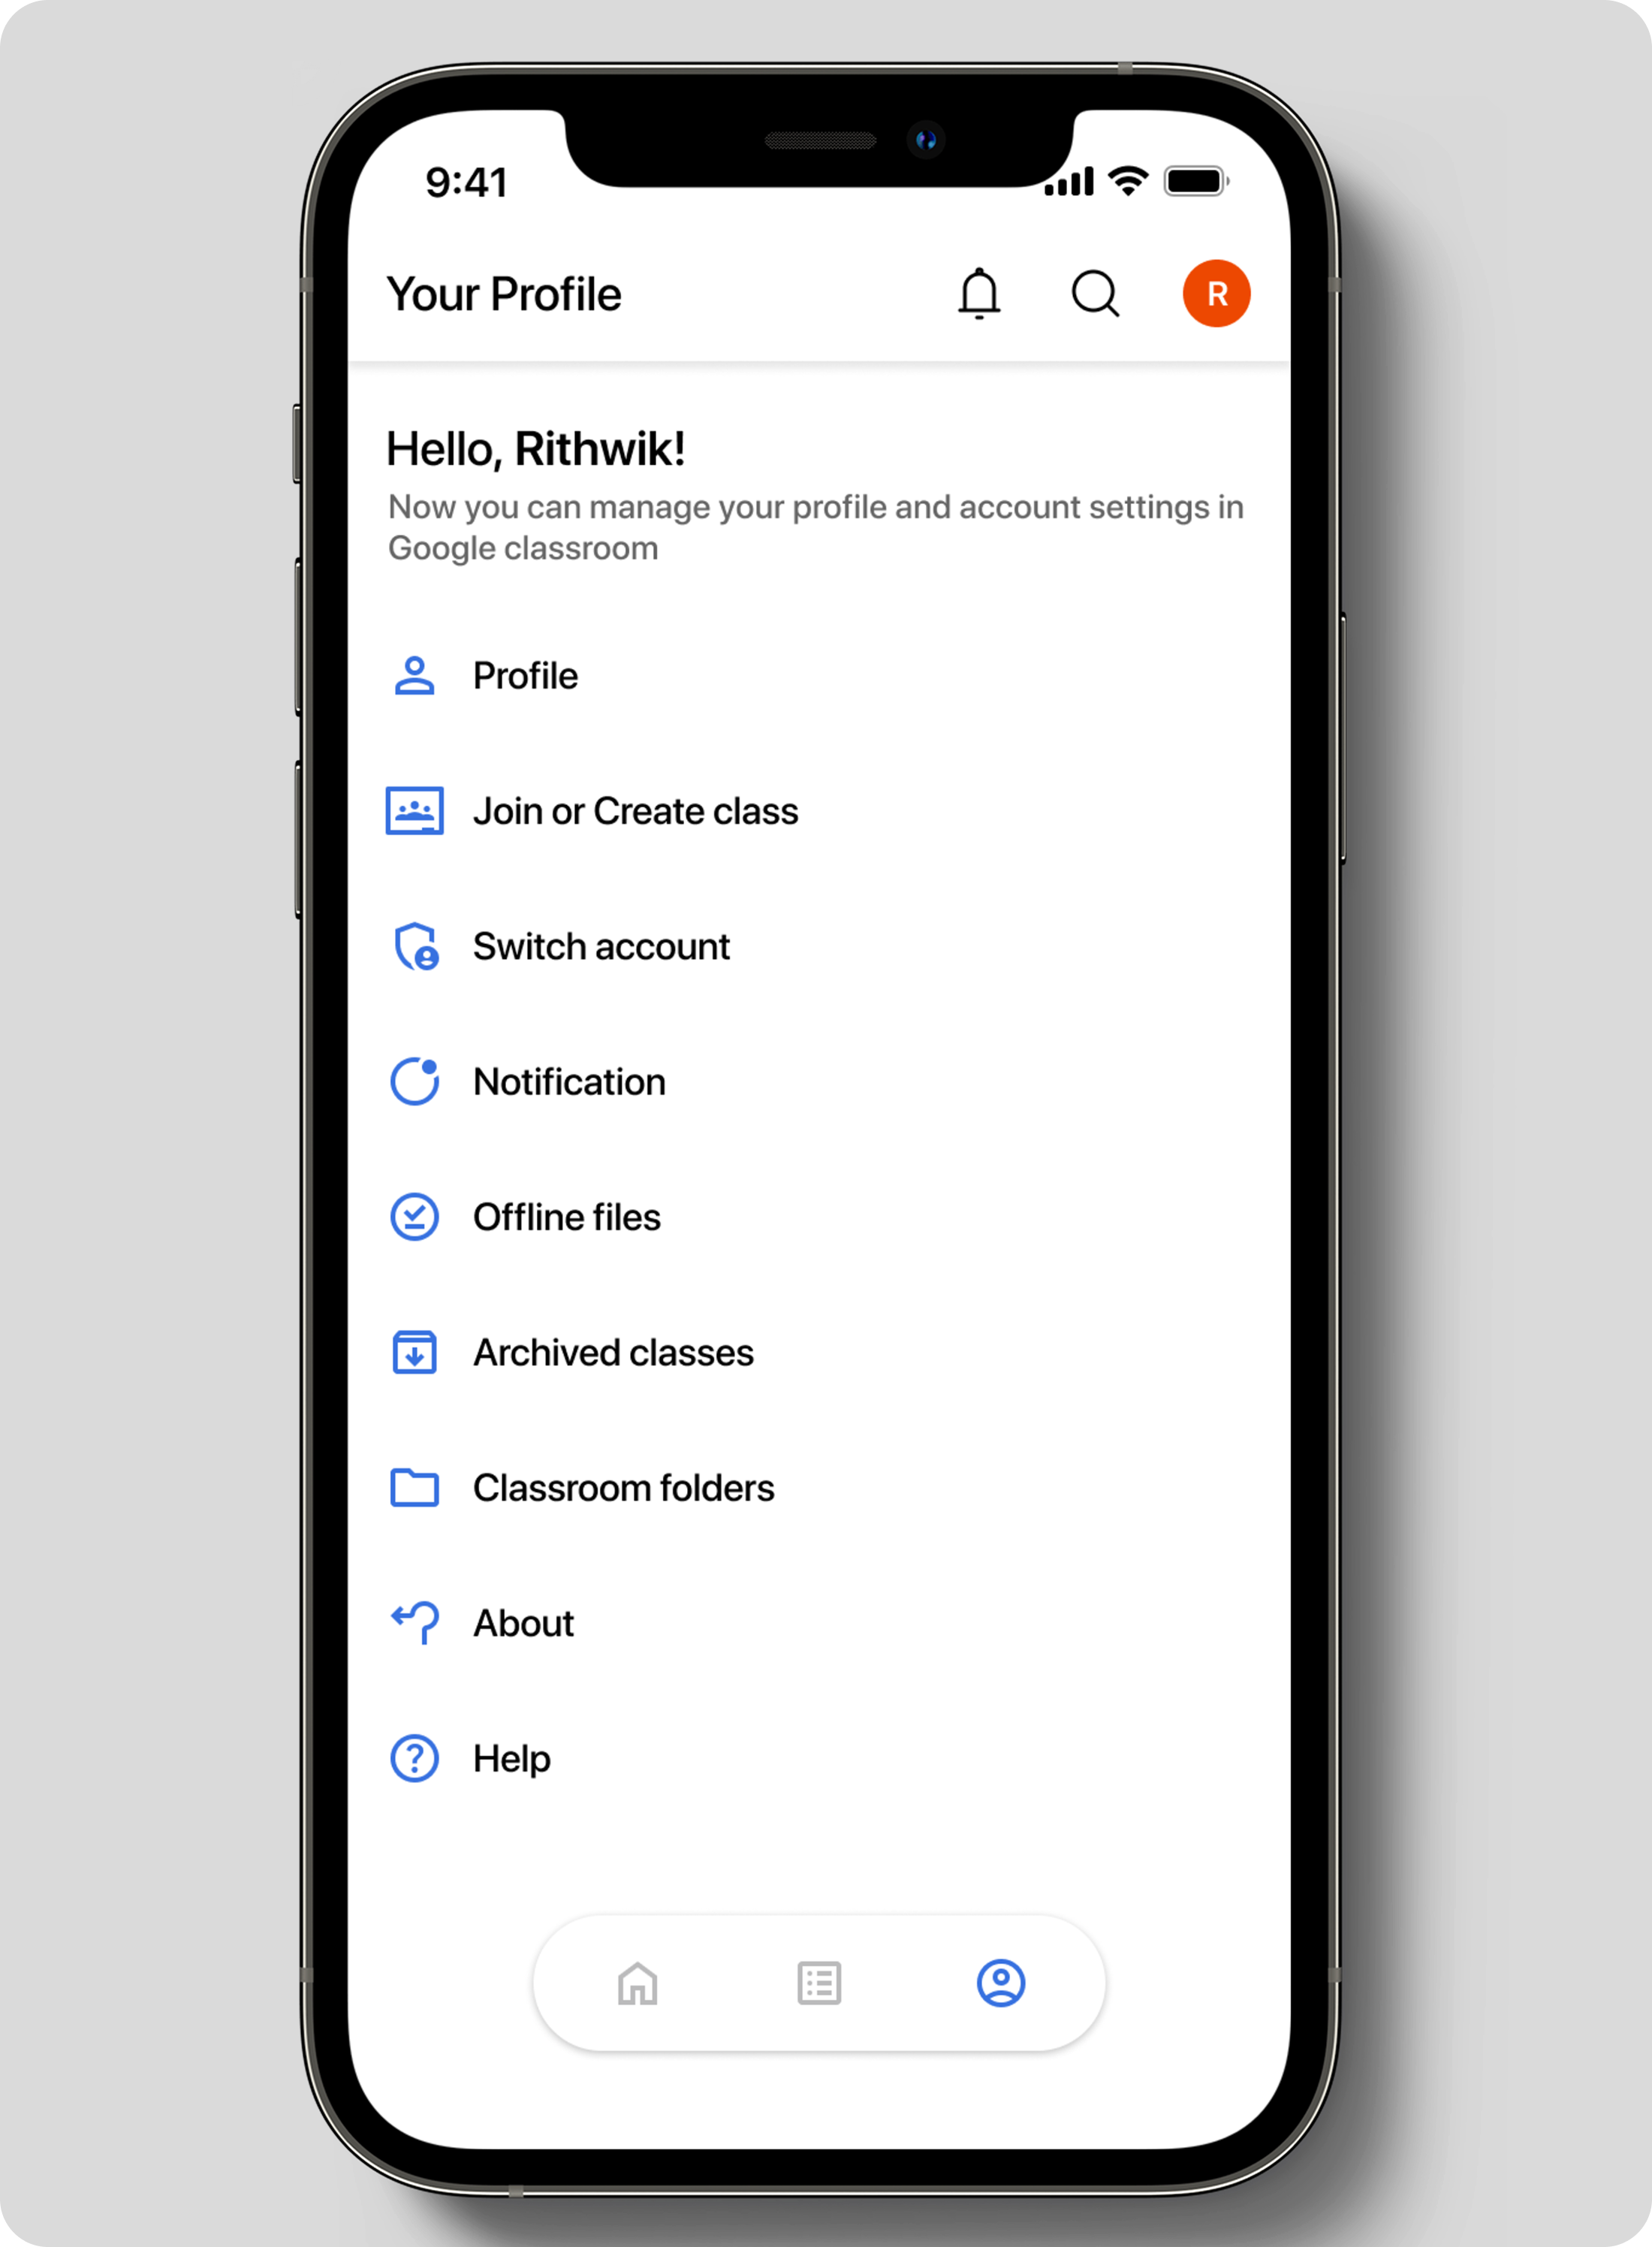 9:41
Your Profile
R
Hello, Rithwik!
Now you can manage your profile and account settings in
Google classroom
Profile
Join or Create class
Switch account
Notification
Offline files
Archived classes
Classroom folders
About
Help